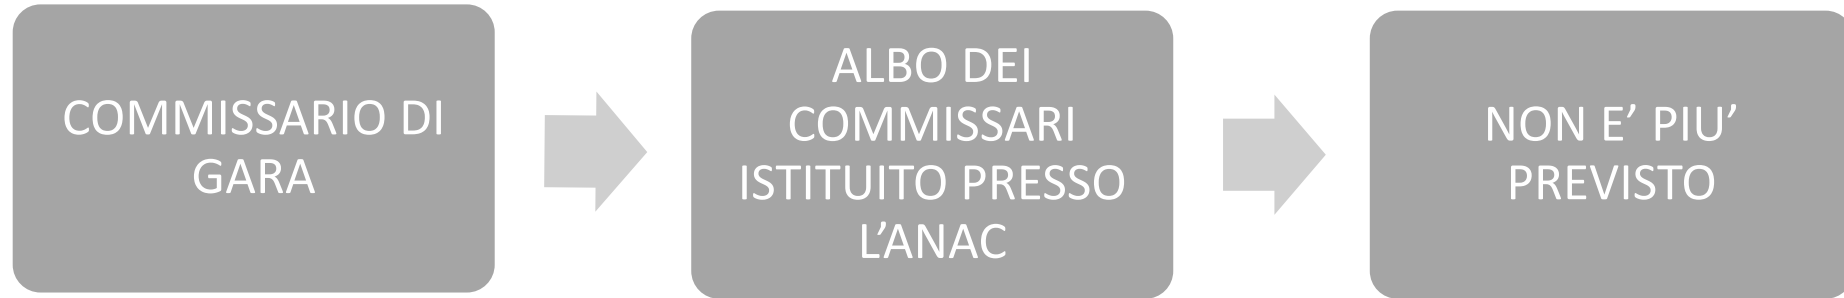 COMMISSARIO DI
GARA
ALBO DEI
COMMISSARI
ISTITUITO PRESSO
L’ANAC
NON E’ PIU’
PREVISTO